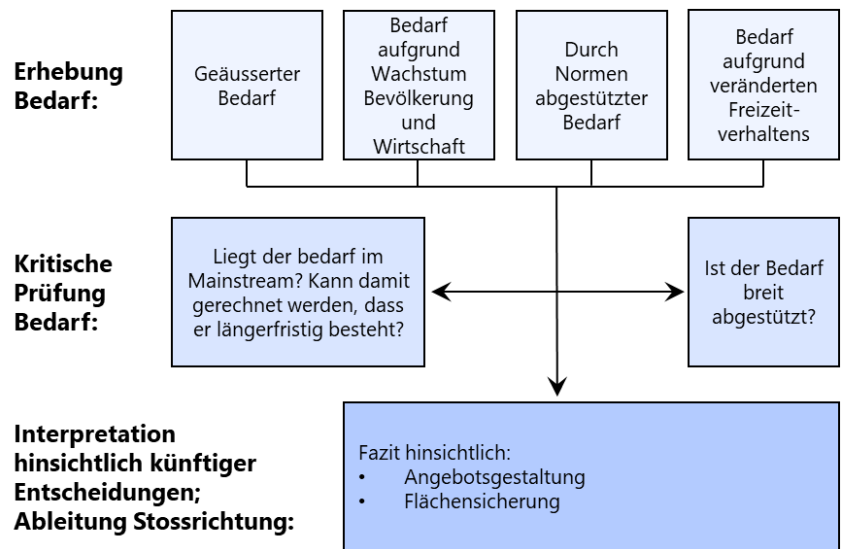 Erhebung
Bedarf:
Geäusserter
Bedarf
Bedarf
aufgrund
Wachstum
Bevölkerung
und
Wirtschaft
Durch
Normen
abgestützter
Bedarf
Bedarf
aufgrund
veränderten
Freizeit-
verhaltens
Kritische
Prüfung
Bedarf:
Liegt der bedarf im
Mainstream? Kann damit
gerechnet werden, dass
er längerfristig besteht?
Ist der Bedarf
breit
abgestützt?
Interpretation
hinsichtlich künftiger
Entscheidungen;
Ableitung Stossrichtung:
Fazit hinsichtlich:
• Angebotsgestaltung
• Flächensicherung